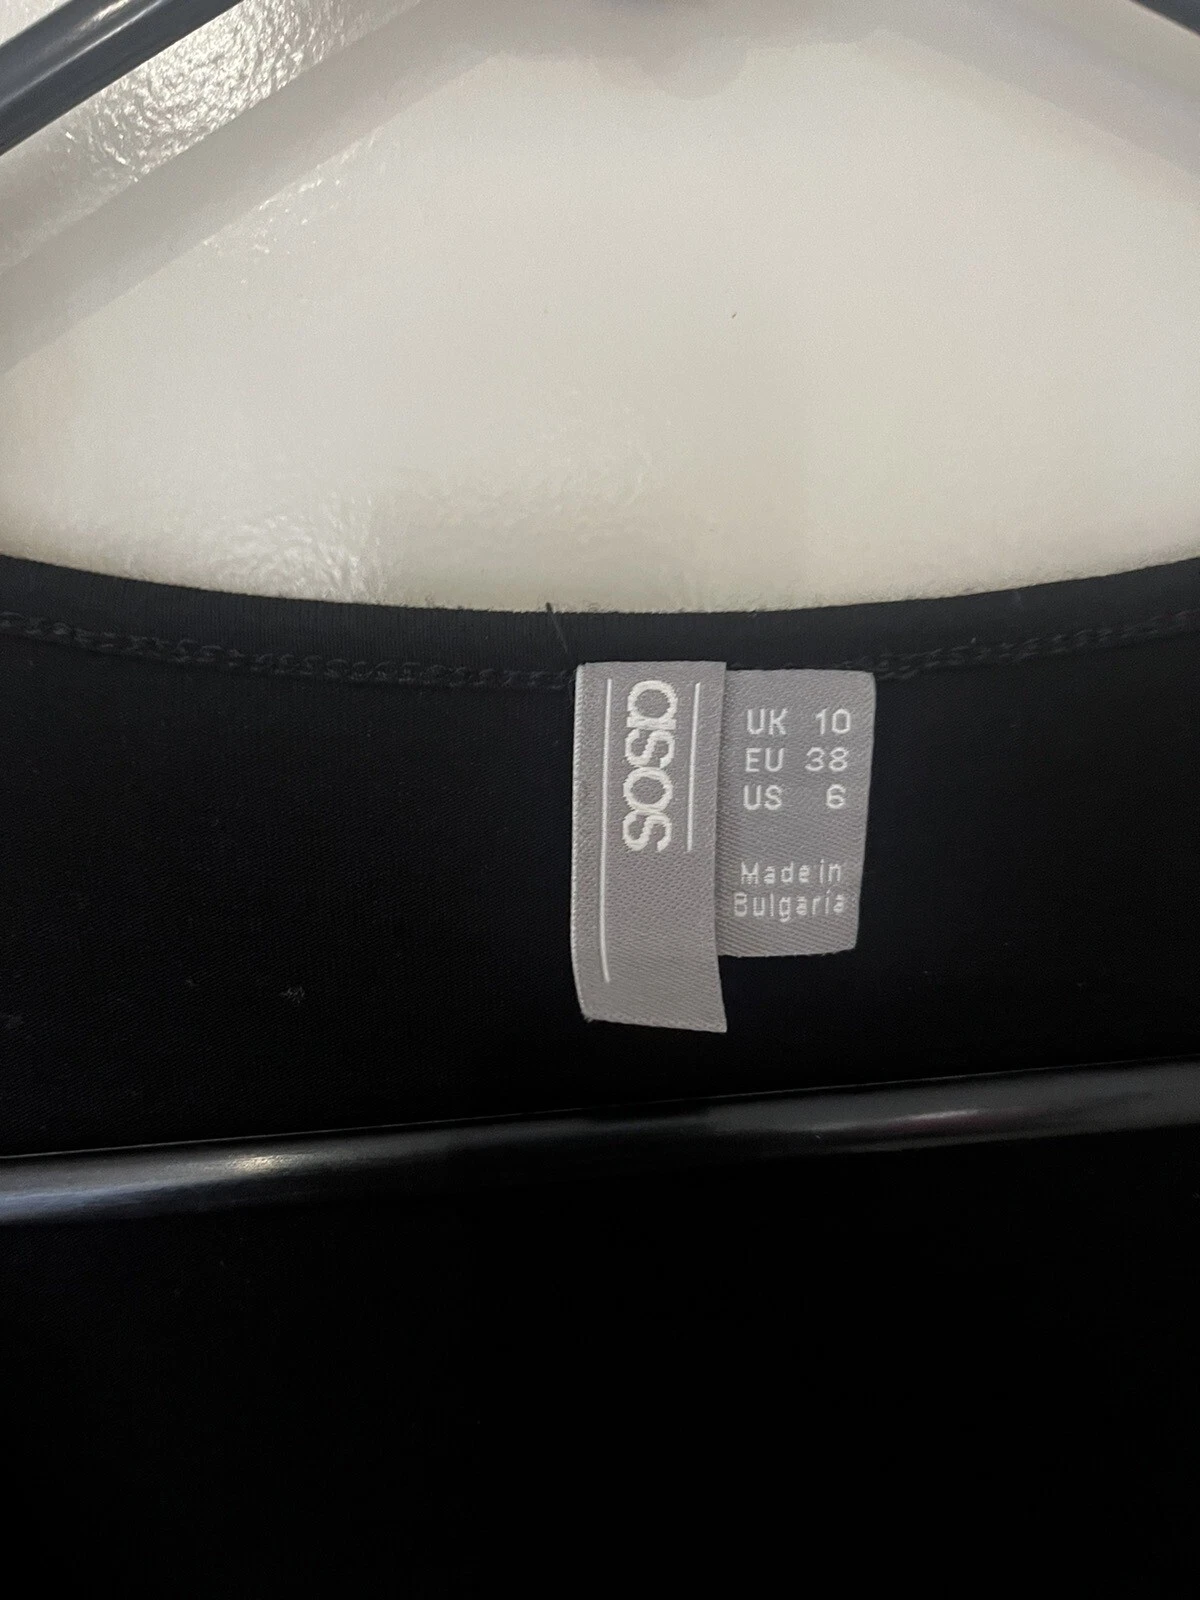 asos
UK 10
EU 38
US 6
Made in
Bulgaria